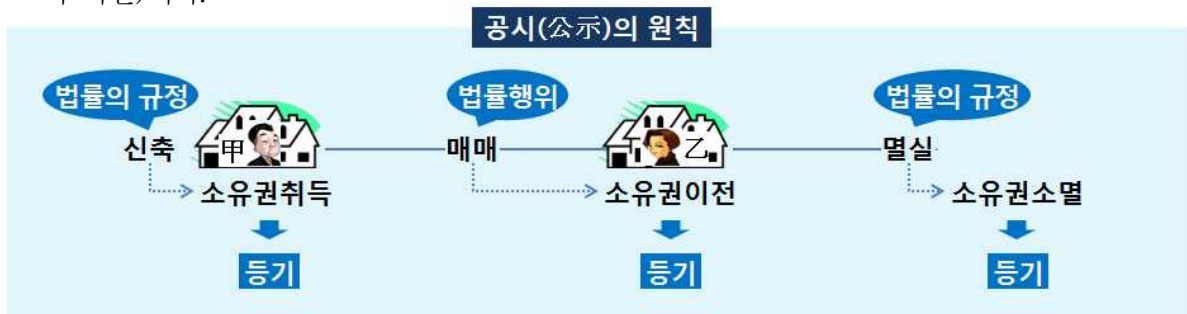 공시(公示)의 원칙
법률의 규정 법률행위 법률의 규정
신축 甲 매매 乙 멸실
소유권취득 소유권이전 소유권소멸
등기 등기 등기